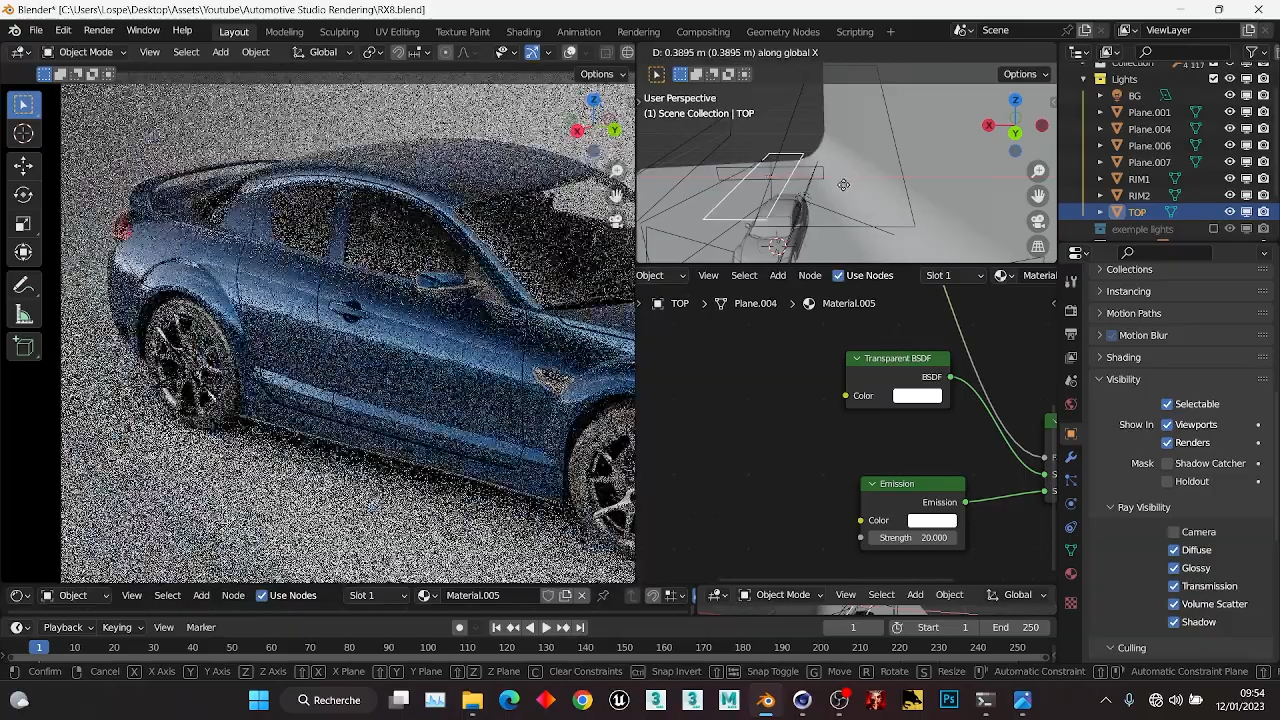 Blender* [C:\Users\Lospe\Desktop\Assets\Youtube\Automotive Studio Rendering\RX8.blend]
File Edit Render Window Help Layout Modeling Sculpting UV Editing Texture Paint Shading Animation Rendering Compositing Geometry Nodes Scripting + Scene ViewLayer
Object Mode View Select Add Object Global
D: 0.3895 m (0.3895 m) along global X
Options
Options
User Perspective
(1) Scene Collection | TOP
Z
X
Y
Z
X
Y
Collection
4 117
Lights
BG
Plane.001
Plane.004
Plane.006
Plane.007
RIM1
RIM2
TOP
exemple lights
Object View Select Add Node Use Nodes Slot 1 Material
TOP > Plane.004 > Material.005
Transparent BSDF
BSDF
Color
Emission
Emission
Color
Strength 20.000
Collections
Instancing
Motion Paths
Motion Blur
Shading
Visibility
Selectable
Show In Viewports
Renders
Mask Shadow Catcher
Holdout
Ray Visibility
Camera
Diffuse
Glossy
Transmission
Volume Scatter
Shadow
Culling
Object View Select Add Node Use Nodes Slot 1 Material.005
Object Mode View Select Add Object Global
Playback Keying View Marker 1 Start 1 End 250
1 10 20 30 40 50 60 70 80 90 100 110 120 130 140 150 160 170 180 190 200 210 220 230 240 250
Confirm Cancel X X Axis Y Y Axis Z Z Axis X X Plane Y Y Plane Z Z Plane C Clear Constraints Snap Invert Snap Toggle G Move R Rotate S Resize Automatic Constraint Automatic Constraint Plane
Recherche
Ps
09:54
12/01/2023